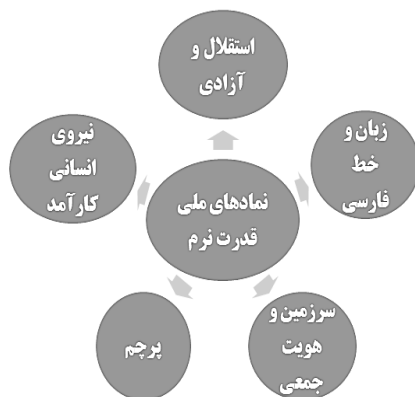 استقلال و
آزادی
زبان و
خط
فارسی
سرزمین و
هویت
جمعی
پرچم
نیروی
انسانی
کارآمد
نمادهای ملی
قدرت نرم